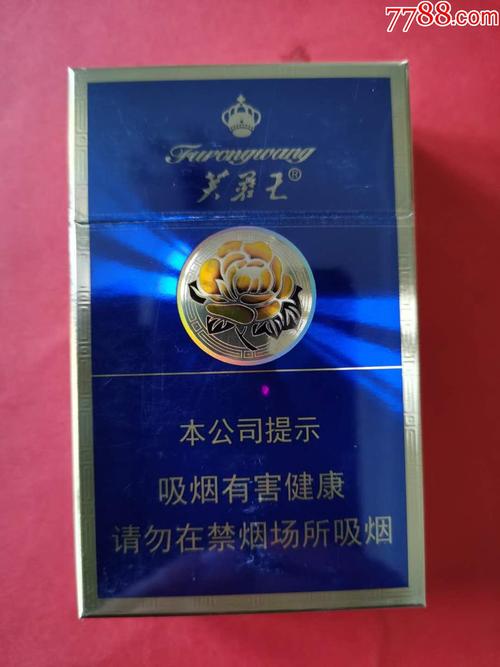 7788.com
Furongwang
芙蓉王®
本公司提示
吸烟有害健康
请勿在禁烟场所吸烟